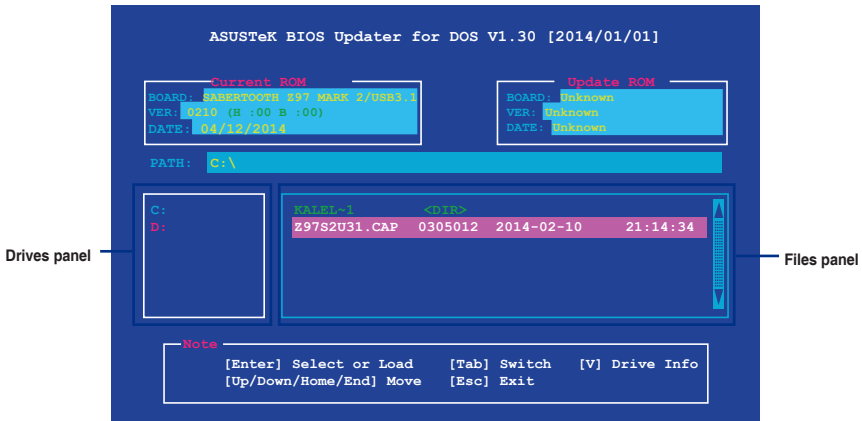 ASUSTeK BIOS Updater for DOS V1.30 [2014/01/01]
Current ROM
BOARD: SABERTOOTH Z97 MARK 2/USB3.1
VER: 0210 (H :00 B :00)
DATE: 04/12/2014
Update ROM
BOARD: Unknown
VER: Unknown
DATE: Unknown
PATH: C:\
C:
D:
KALEL~1 <DIR>
Z97S2U31.CAP 0305012 2014-02-10 21:14:34
Drives panel
Files panel
Note
[Enter] Select or Load [Tab] Switch [V] Drive Info
[Up/Down/Home/End] Move [Esc] Exit